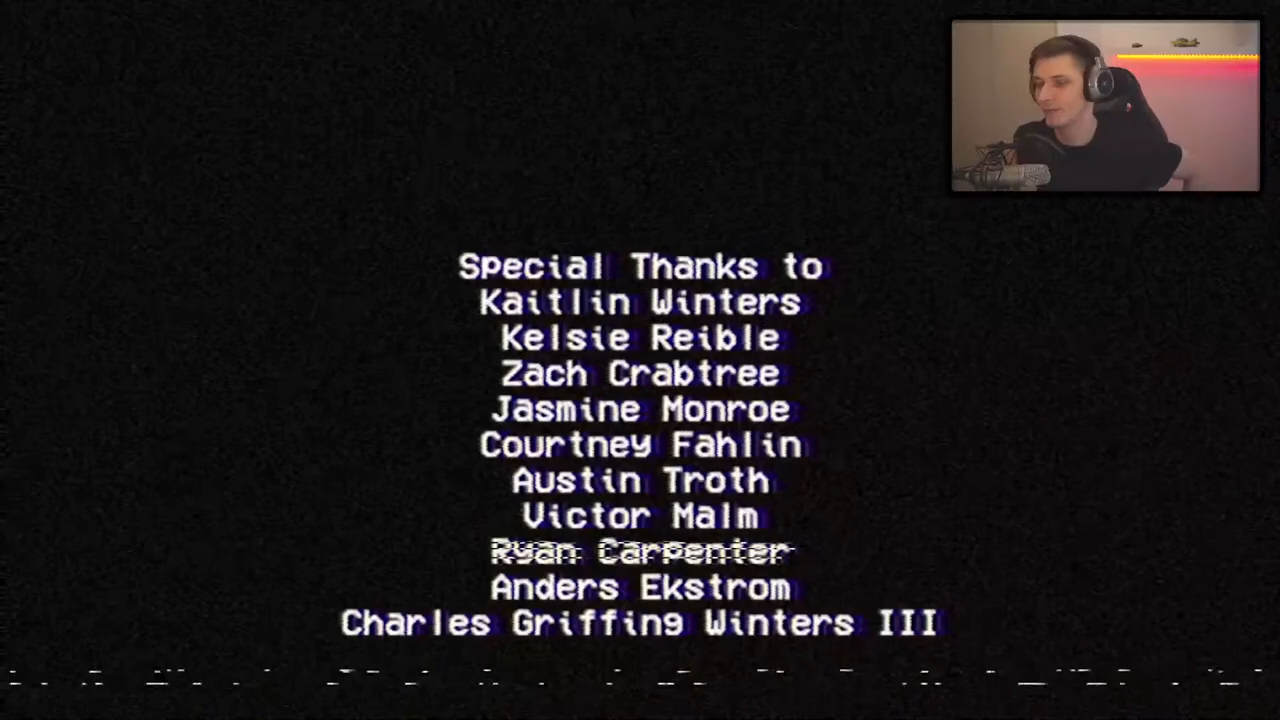 Special Thanks to
Kaitlin Winters
Kelsie Reible
Zach Crabtree
Jasmine Monroe
Courtney Fahlin
Austin Troth
Victor Malm
Ryan Carpenter
Anders Ekstrom
Charles Griffing Winters III